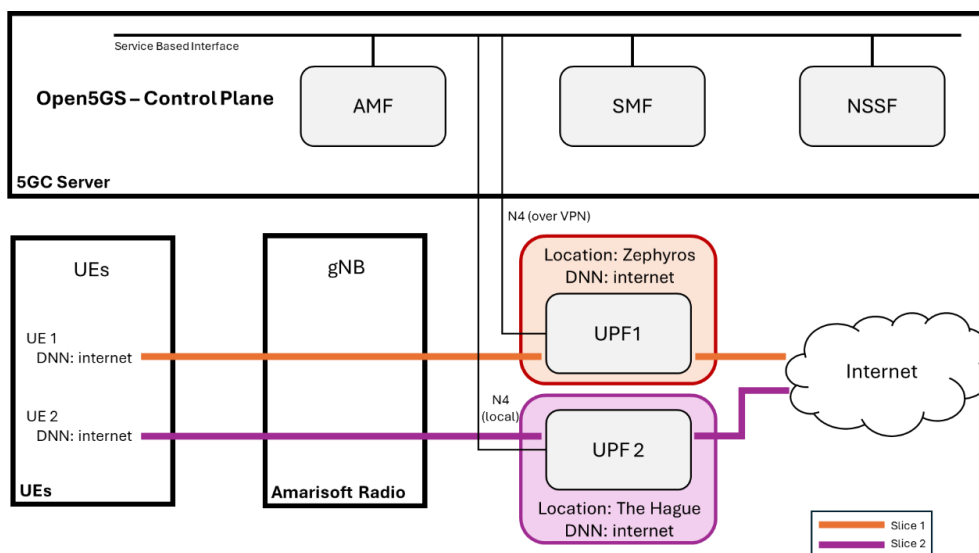 Service Based Interface
Open5GS – Control Plane
AMF
SMF
NSSF
5GC Server
N4 (over VPN)
UEs
gNB
Location: Zephyros
DNN: internet
UPF1
UE 1
DNN: internet
Internet
UE 2
DNN: internet
N4
(local)
UPF 2
Location: The Hague
DNN: internet
UEs
Amarisoft Radio
Slice 1
Slice 2